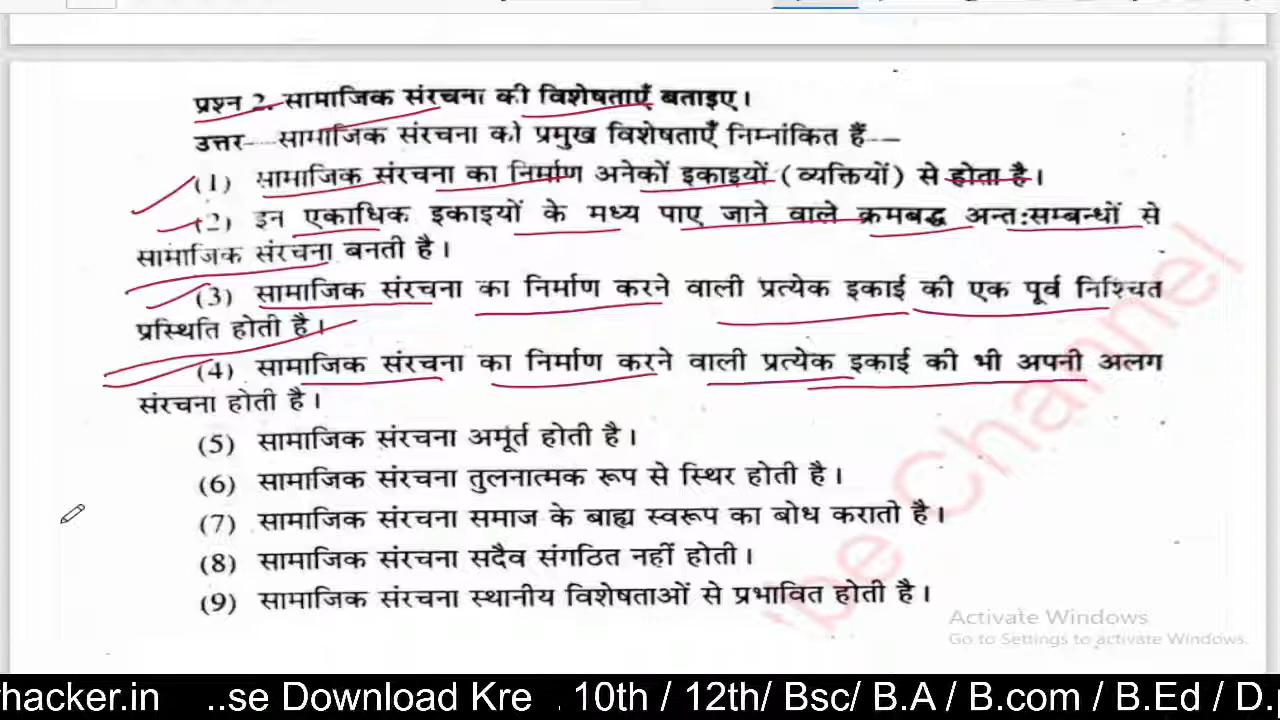 प्रश्न 2. सामाजिक संरचना की विशेषताएँ बताइए।
उत्तर—सामाजिक संरचना की प्रमुख विशेषताएँ निम्नांकित हैं—
(1) सामाजिक संरचना का निर्माण अनेकों इकाइयों (व्यक्तियों) से होता है।
(2) इन एकाधिक इकाइयों के मध्य पाए जाने वाले क्रमबद्ध अन्त:सम्बन्धों से
सामाजिक संरचना बनती है।
(3) सामाजिक संरचना का निर्माण करने वाली प्रत्येक इकाई की एक पूर्व निश्चित
प्रस्थिति होती है।
(4) सामाजिक संरचना का निर्माण करने वाली प्रत्येक इकाई की भी अपनी अलग
संरचना होती है।
(5) सामाजिक संरचना अमूर्त होती है।
(6) सामाजिक संरचना तुलनात्मक रूप से स्थिर होती है।
(7) सामाजिक संरचना समाज के बाह्य स्वरूप का बोध कराती है।
(8) सामाजिक संरचना सदैव संगठित नहीं होती।
(9) सामाजिक संरचना स्थानीय विशेषताओं से प्रभावित होती है।
be Channel
Activate Windows
Go to Settings to activate Windows.
hacker.in ..se Download Kre . 10th / 12th/ Bsc/ B.A / B.com / B.Ed / D.